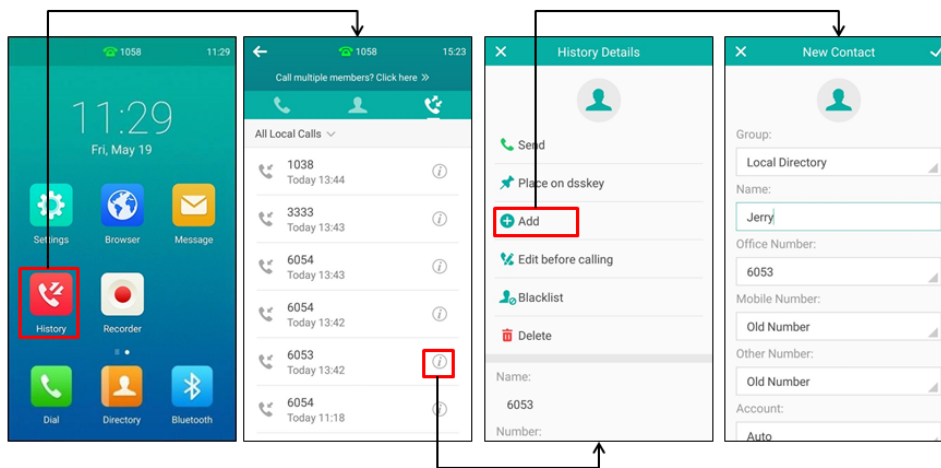 1058 11:29
11:29
Fri, May 19
Settings Browser Message
History Recorder
Dial Directory Bluetooth
1058 15:23
Call multiple members? Click here »
All Local Calls
1038
Today 13:44
3333
Today 13:43
6054
Today 13:43
6054
Today 13:42
6053
Today 13:42
6054
Today 11:18
History Details
Send
Place on dsskey
Add
Edit before calling
Blacklist
Delete
Name:
6053
Number:
New Contact
Group:
Local Directory
Name:
Jerry
Office Number:
6053
Mobile Number:
Old Number
Other Number:
Old Number
Account:
Auto